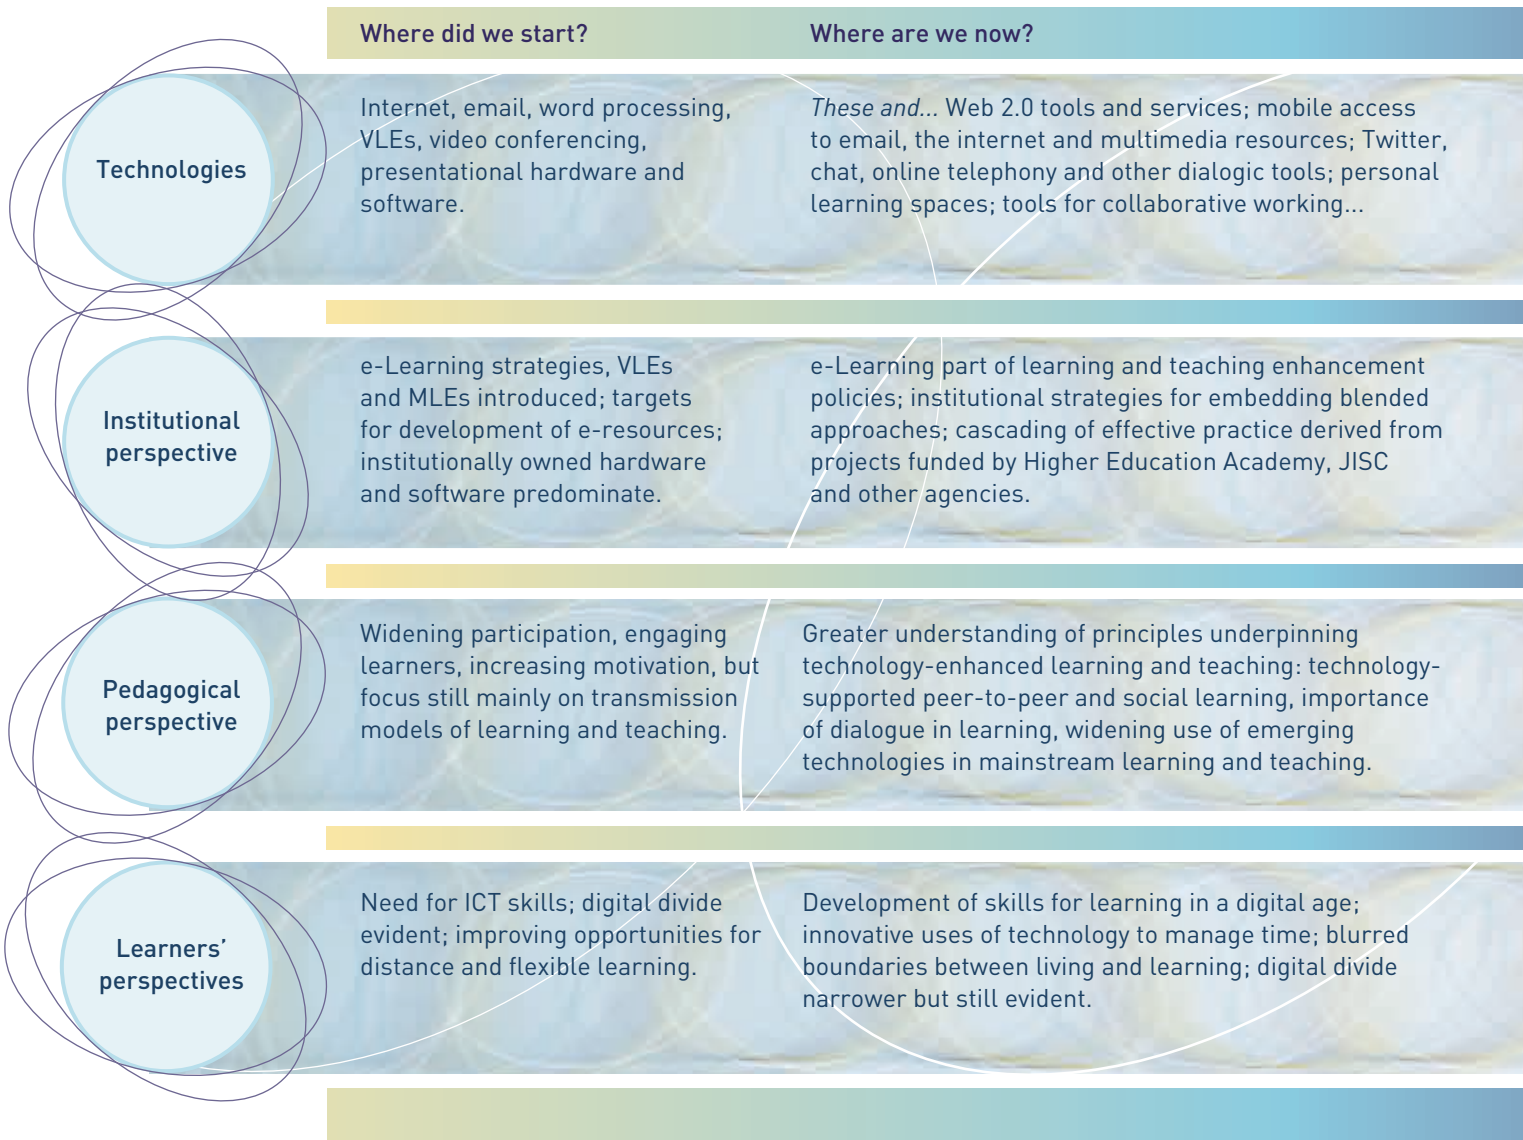 Where did we start?
Where are we now?
Technologies
Internet, email, word processing,
VLEs, video conferencing,
presentational hardware and
software.
These and... Web 2.0 tools and services; mobile access
to email, the internet and multimedia resources; Twitter,
chat, online telephony and other dialogic tools; personal
learning spaces; tools for collaborative working...
Institutional
perspective
e-Learning strategies, VLEs
and MLEs introduced; targets
for development of e-resources;
institutionally owned hardware
and software predominate.
e-Learning part of learning and teaching enhancement
policies; institutional strategies for embedding blended
approaches; cascading of effective practice derived from
projects funded by Higher Education Academy, JISC
and other agencies.
Pedagogical
perspective
Widening participation, engaging
learners, increasing motivation, but
focus still mainly on transmission
models of learning and teaching.
Greater understanding of principles underpinning
technology-enhanced learning and teaching: technology-
supported peer-to-peer and social learning, importance
of dialogue in learning, widening use of emerging
technologies in mainstream learning and teaching.
Learners’
perspectives
Need for ICT skills; digital divide
evident; improving opportunities for
distance and flexible learning.
Development of skills for learning in a digital age;
innovative uses of technology to manage time; blurred
boundaries between living and learning; digital divide
narrower but still evident.